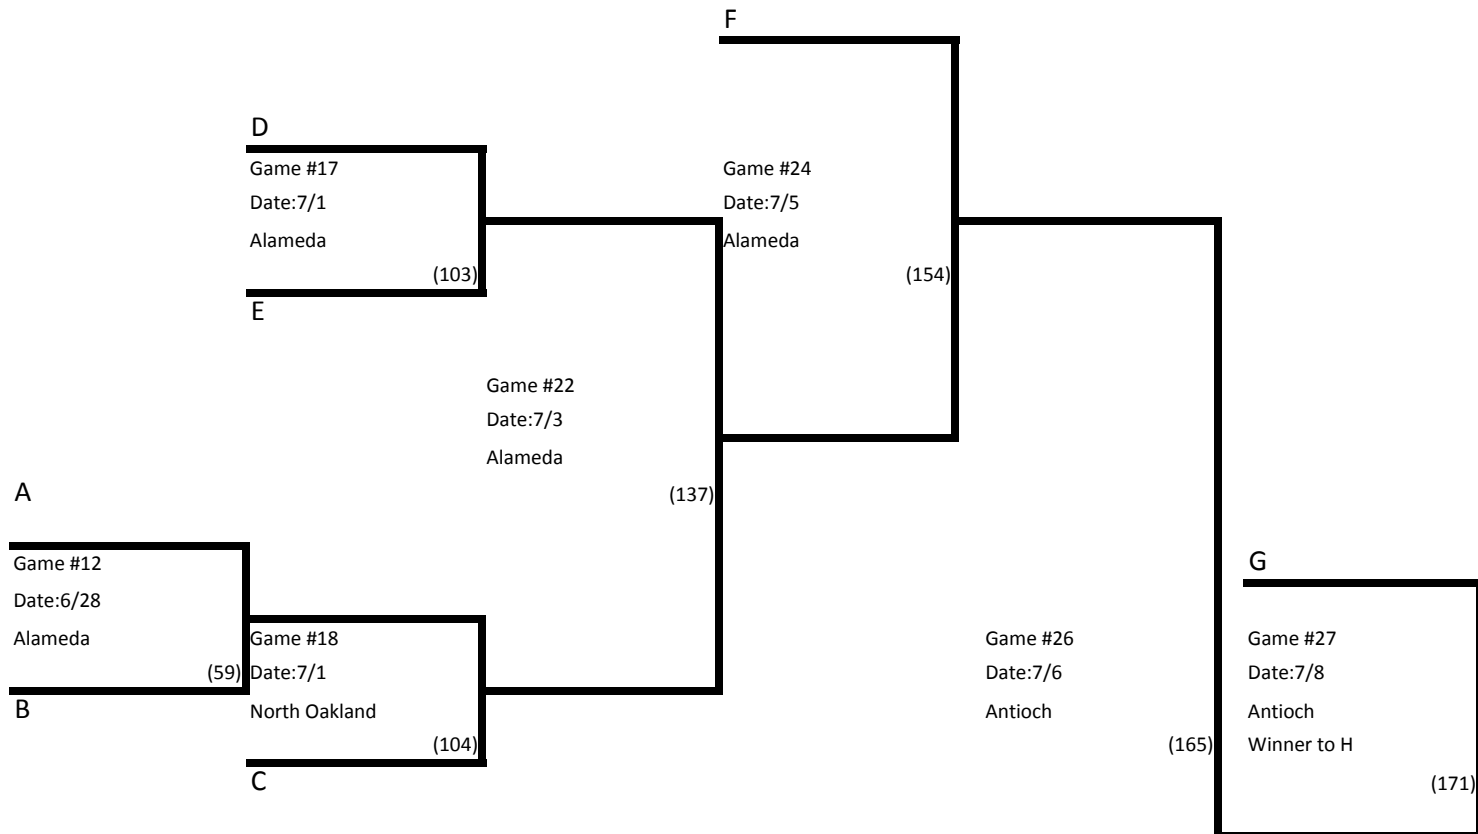 F
D
Game #17
Date:7/1
Alameda
(103)
E
Game #24
Date:7/5
Alameda
(154)
Game #22
Date:7/3
Alameda
(137)
A
Game #12
Date:6/28
Alameda
(59)
B
Game #18
Date:7/1
North Oakland
(104)
C
Game #26
Date:7/6
Antioch
(165)
G
Game #27
Date:7/8
Antioch
Winner to H
(171)